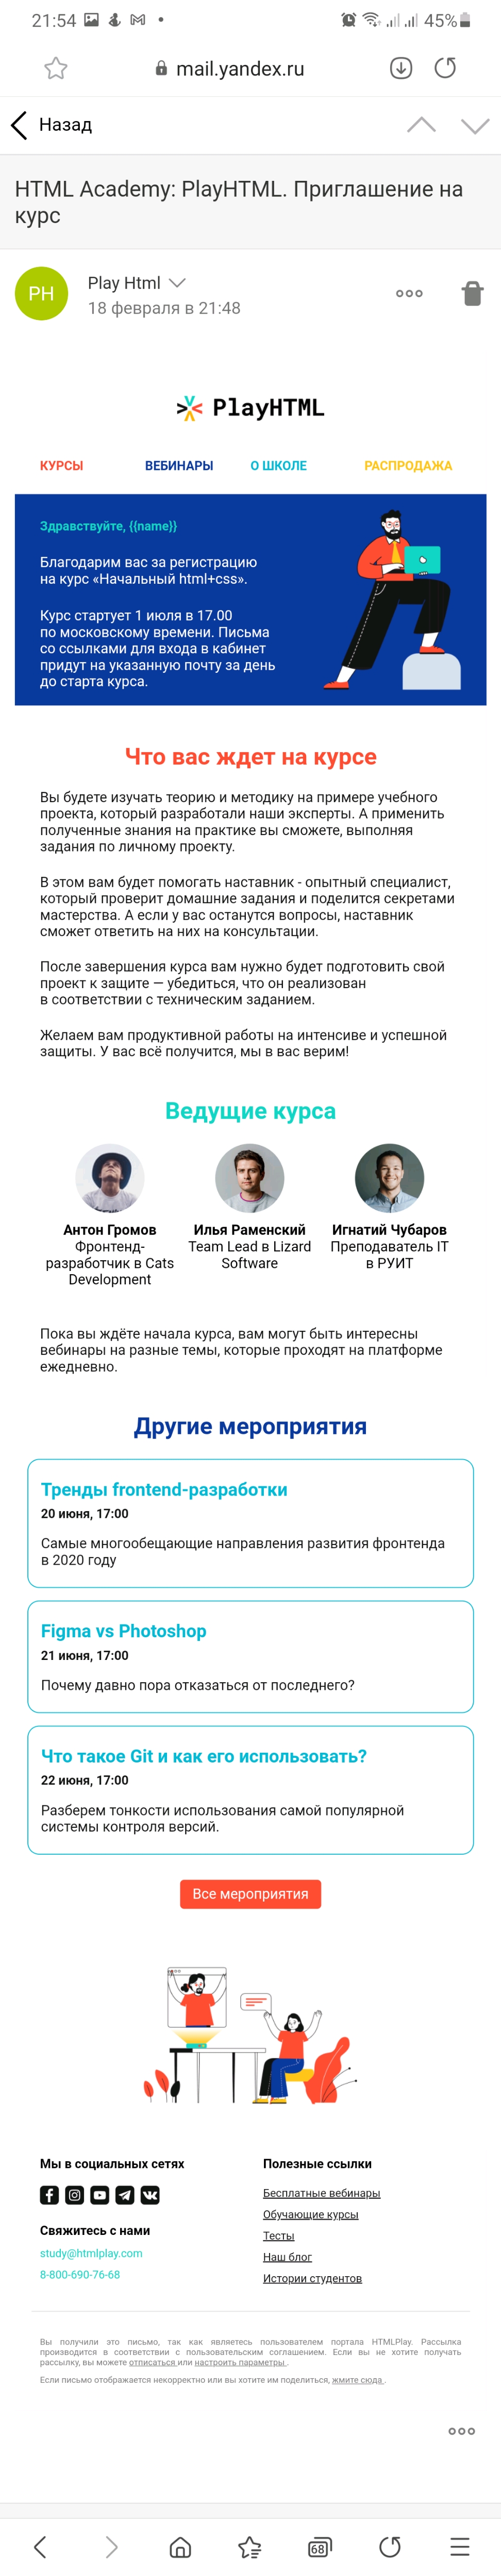 21:54
45%
mail.yandex.ru
Назад
HTML Academy: PlayHTML. Приглашение на
курс
PH
Play Html
18 февраля в 21:48
PlayHTML
КУРСЫ ВЕБИНАРЫ О ШКОЛЕ РАСПРОДАЖА
Здравствуйте, {{name}}
Благодарим вас за регистрацию
на курс «Начальный html+css».
Курс стартует 1 июля в 17.00
по московскому времени. Письма
со ссылками для входа в кабинет
придут на указанную почту за день
до старта курса.
Что вас ждет на курсе
Вы будете изучать теорию и методику на примере учебного
проекта, который разработали наши эксперты. А применить
полученные знания на практике вы сможете, выполняя
задания по личному проекту.
В этом вам будет помогать наставник - опытный специалист,
который проверит домашние задания и поделится секретами
мастерства. А если у вас останутся вопросы, наставник
сможет ответить на них на консультации.
После завершения курса вам нужно будет подготовить свой
проект к защите — убедиться, что он реализован
в соответствии с техническим заданием.
Желаем вам продуктивной работы на интенсиве и успешной
защиты. У вас всё получится, мы в вас верим!
Ведущие курса
Антон Громов
Фронтенд-
разработчик в Cats
Development
Илья Раменский
Team Lead в Lizard
Software
Игнатий Чубаров
Преподаватель IT
в РУИТ
Пока вы ждёте начала курса, вам могут быть интересны
вебинары на разные темы, которые проходят на платформе
ежедневно.
Другие мероприятия
Тренды frontend-разработки
20 июня, 17:00
Самые многообещающие направления развития фронтенда
в 2020 году
Figma vs Photoshop
21 июня, 17:00
Почему давно пора отказаться от последнего?
Что такое Git и как его использовать?
22 июня, 17:00
Разберем тонкости использования самой популярной
системы контроля версий.
Все мероприятия
Мы в социальных сетях
Свяжитесь с нами
study@htmlplay.com
8-800-690-76-68
Полезные ссылки
Бесплатные вебинары
Обучающие курсы
Тесты
Наш блог
Истории студентов
Вы получили это письмо, так как являетесь пользователем портала HTMLPlay. Рассылка
производится в соответствии с пользовательским соглашением. Если вы не хотите получать
рассылку, вы можете отписаться или настроить параметры .
Если письмо отображается некорректно или вы хотите им поделиться, жмите сюда .
68